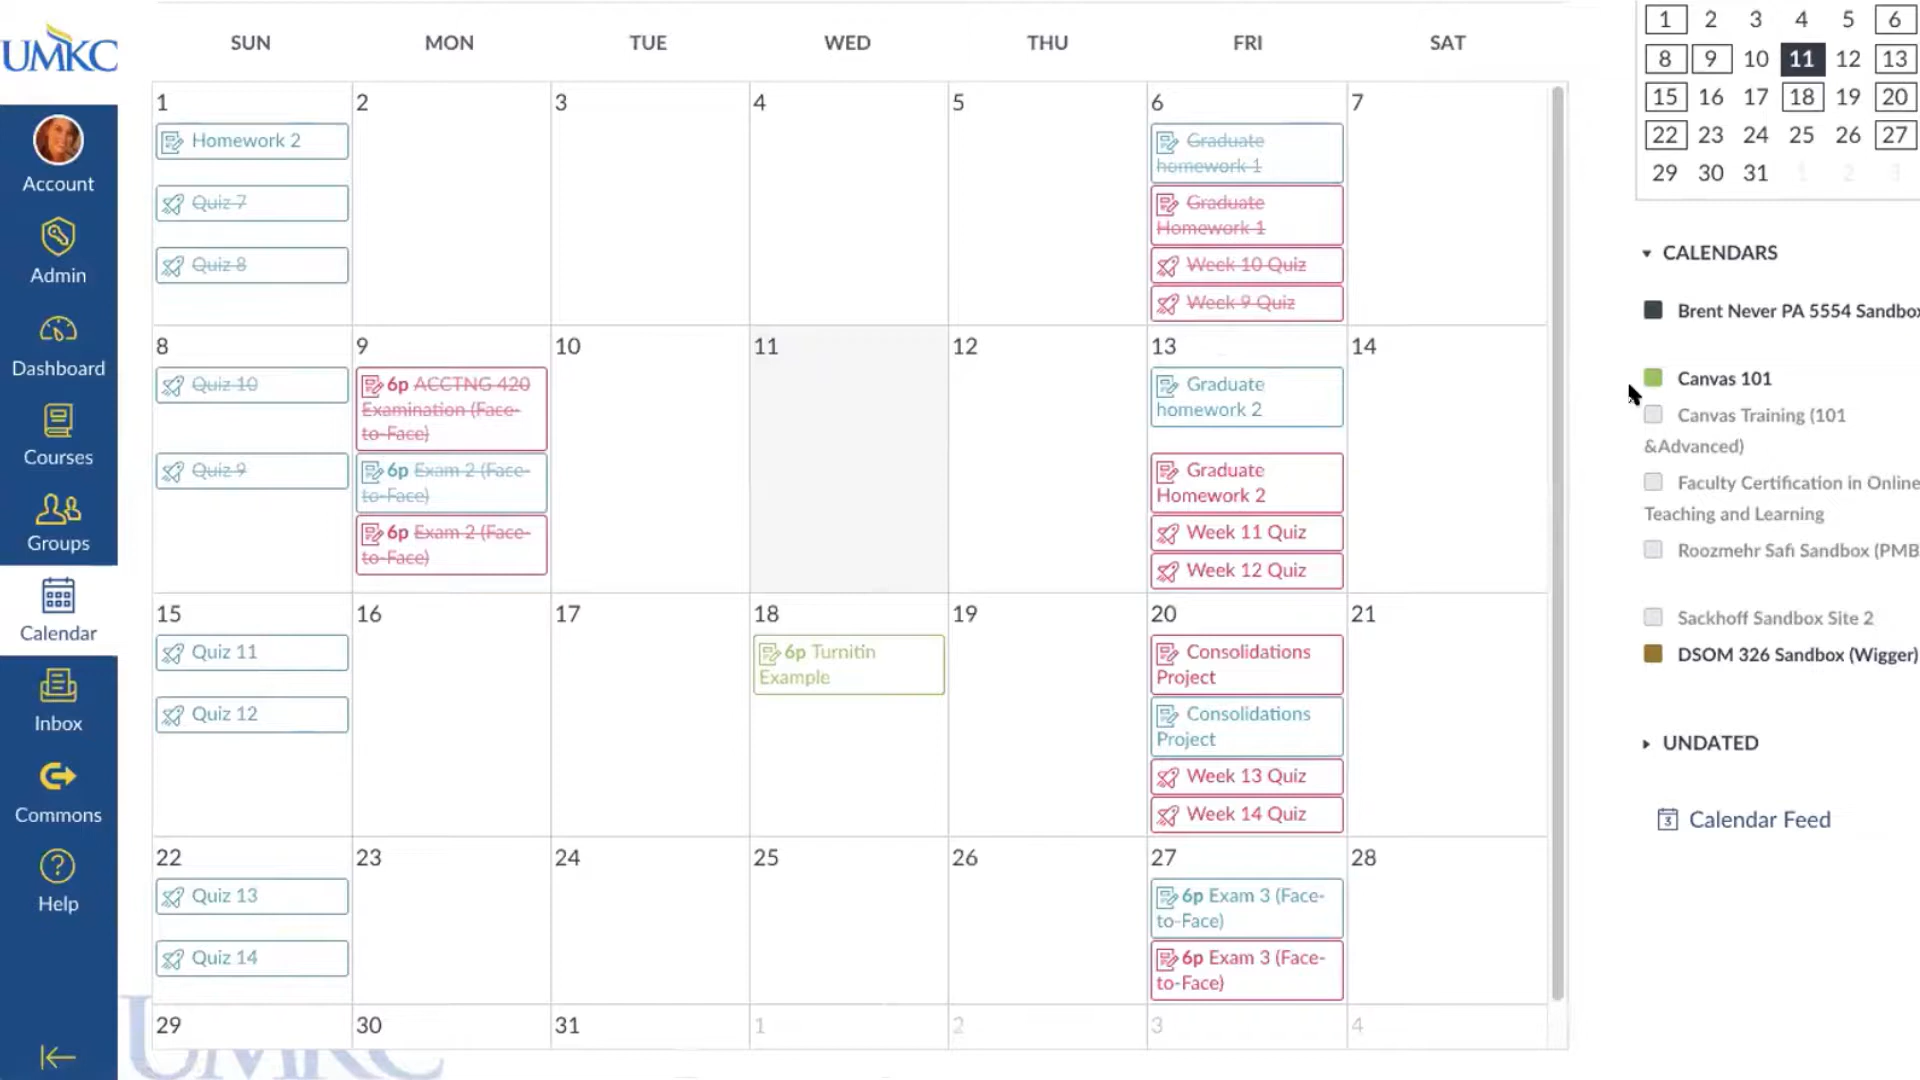 UMKC
Account
Admin
Dashboard
Courses
Groups
Calendar
Inbox
Commons
Help
SUN MON TUE WED THU FRI SAT
1 2 3 4 5 6 7
Homework 2
Quiz 7
Quiz 8
Graduate
homework 1
Graduate
Homework 1
Week 10 Quiz
Week 9 Quiz
8 9 10 11 12 13 14
Quiz 10
Quiz 9
6p ACCTNG 420
Examination (Face-
to-Face)
6p Exam 2 (Face-
to-Face)
6p Exam 2 (Face-
to-Face)
Graduate
homework 2
Graduate
Homework 2
Week 11 Quiz
Week 12 Quiz
15 16 17 18 19 20 21
Quiz 11
Quiz 12
6p Turnitin
Example
Consolidations
Project
Consolidations
Project
Week 13 Quiz
Week 14 Quiz
22 23 24 25 26 27 28
Quiz 13
Quiz 14
6p Exam 3 (Face-
to-Face)
6p Exam 3 (Face-
to-Face)
29 30 31 1 2 3 4
UMKC
1 2 3 4 5 6
8 9 10 11 12 13
15 16 17 18 19 20
22 23 24 25 26 27
29 30 31 1 2 3
CALENDARS
Brent Never PA 5554 Sandbox
Canvas 101
Canvas Training (101
&Advanced)
Faculty Certification in Online
Teaching and Learning
Roozmehr Safi Sandbox (PMB
Sackhoff Sandbox Site 2
DSOM 326 Sandbox (Wigger)
UNDATED
3 Calendar Feed